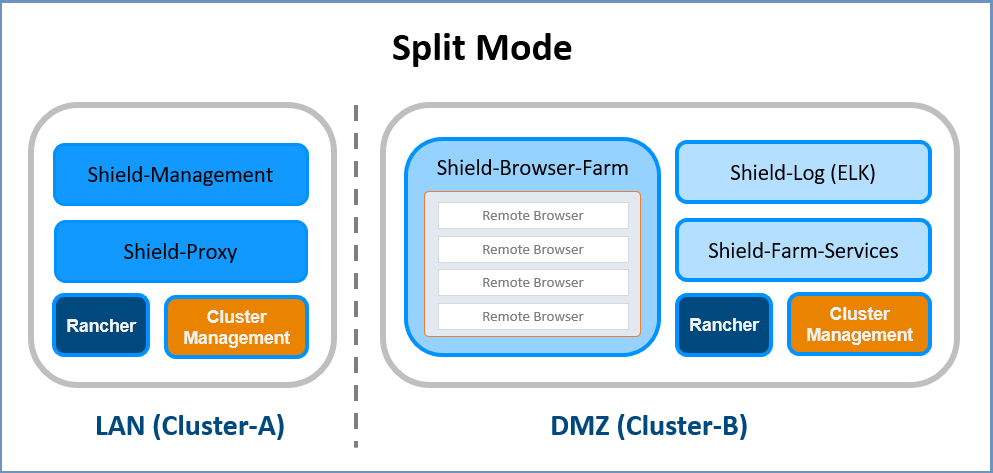 Split Mode
Shield-Management
Shield-Proxy
Rancher
Cluster
Management
LAN (Cluster-A)
Shield-Browser-Farm
Remote Browser
Remote Browser
Remote Browser
Remote Browser
Shield-Log (ELK)
Shield-Farm-Services
Rancher
Cluster
Management
DMZ (Cluster-B)